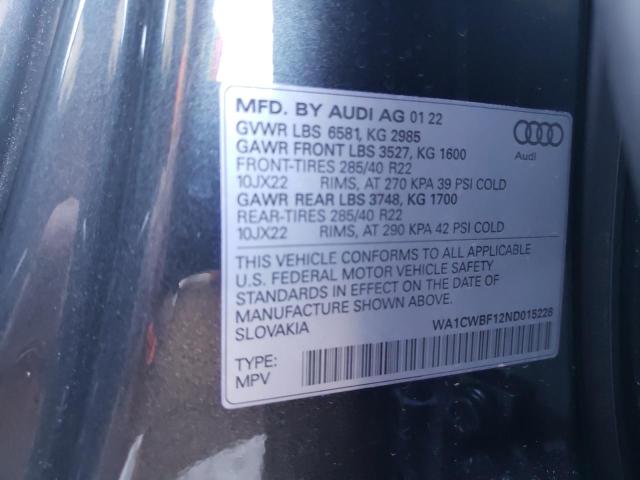 MFD. BY AUDI AG 01 22
GVWR LBS 6581, KG 2985
GAWR FRONT LBS 3527, KG 1600
FRONT-TIRES 285/40 R22
10JX22 RIMS, AT 270 KPA 39 PSI COLD
GAWR REAR LBS 3748, KG 1700
REAR-TIRES 285/40 R22
10JX22 RIMS, AT 290 KPA 42 PSI COLD
Audi
THIS VEHICLE CONFORMS TO ALL APPLICABLE
U.S. FEDERAL MOTOR VEHICLE SAFETY
STANDARDS IN EFFECT ON THE DATE OF
MANUFACTURE SHOWN ABOVE.
SLOVAKIA
WA1CWBF12ND015228
TYPE:
MPV